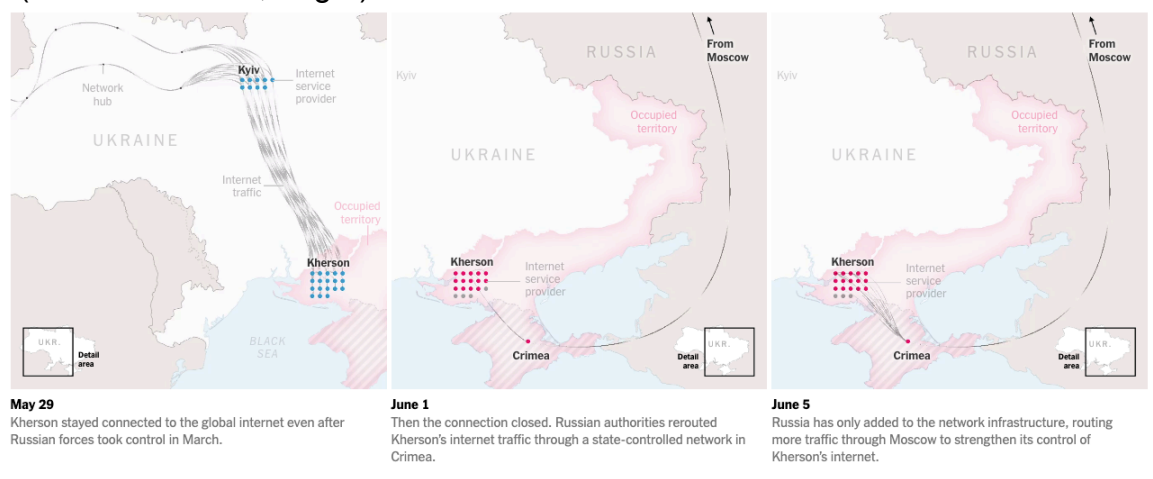 Kyiv
Internet
service
provider
Network
hub
UKRAINE
Internet
traffic
Occupied
territory
Kherson
BLACK
SEA
UKR.
Detail
area
May 29
Kherson stayed connected to the global internet even after
Russian forces took control in March.
RUSSIA
From
Moscow
Kyiv
Occupied
territory
UKRAINE
Kherson
Internet
service
provider
Crimea
UKR.
Detail
area
June 1
Then the connection closed. Russian authorities rerouted
Kherson’s internet traffic through a state-controlled network in
Crimea.
RUSSIA
From
Moscow
Kyiv
Occupied
territory
UKRAINE
Kherson
Internet
service
provider
Crimea
UKR.
Detail
area
June 5
Russia has only added to the network infrastructure, routing
more traffic through Moscow to strengthen its control of
Kherson’s internet.